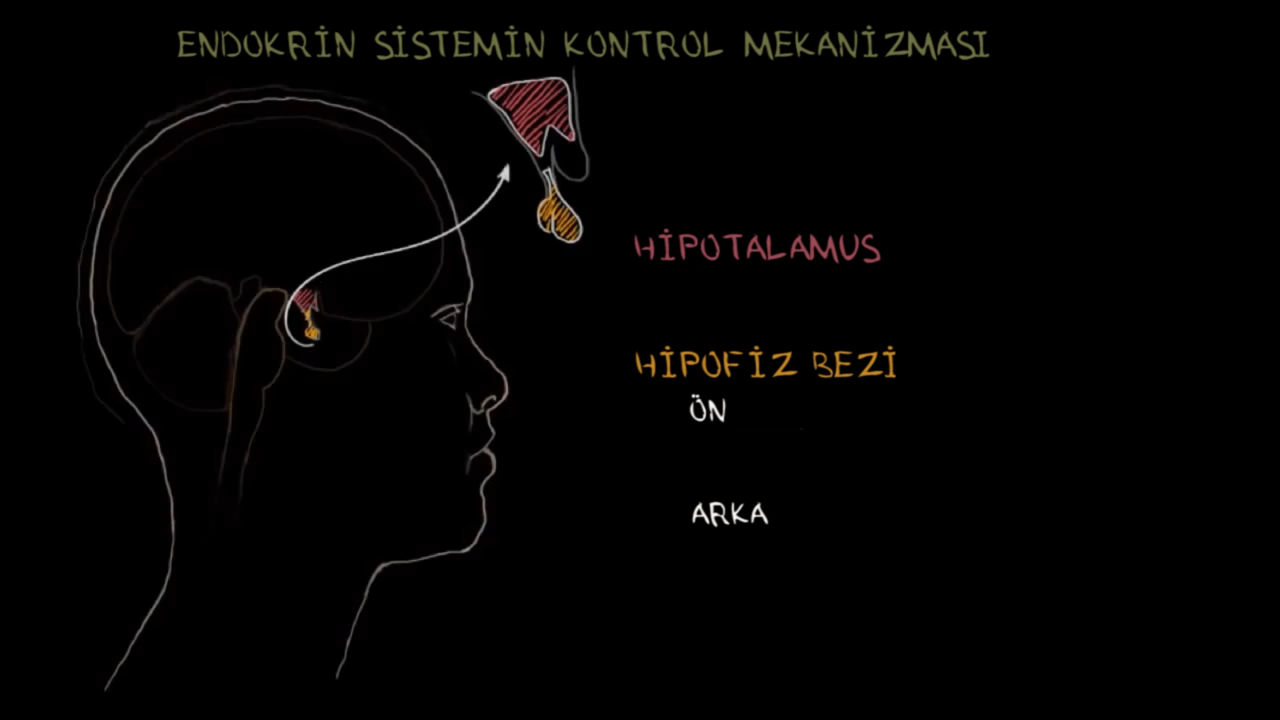 ENDOKRİN SİSTEMİN KONTROL MEKANİZMASI
HİPOTALAMUS
HİPOFİZ BEZİ
ÖN
ARKA